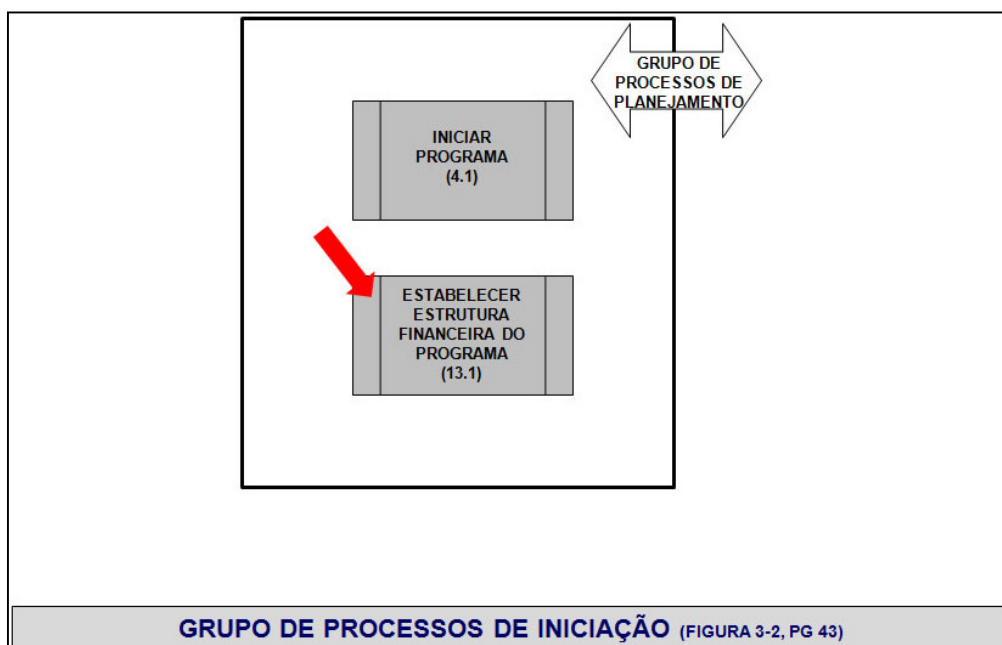 GRUPO DE
PROCESSOS DE
PLANEJAMENTO
INICIAR
PROGRAMA
(4.1)
ESTABELECER
ESTRUTURA
FINANCEIRA DO
PROGRAMA
(13.1)
GRUPO DE PROCESSOS DE INICIAÇÃO (FIGURA 3-2, PG 43)